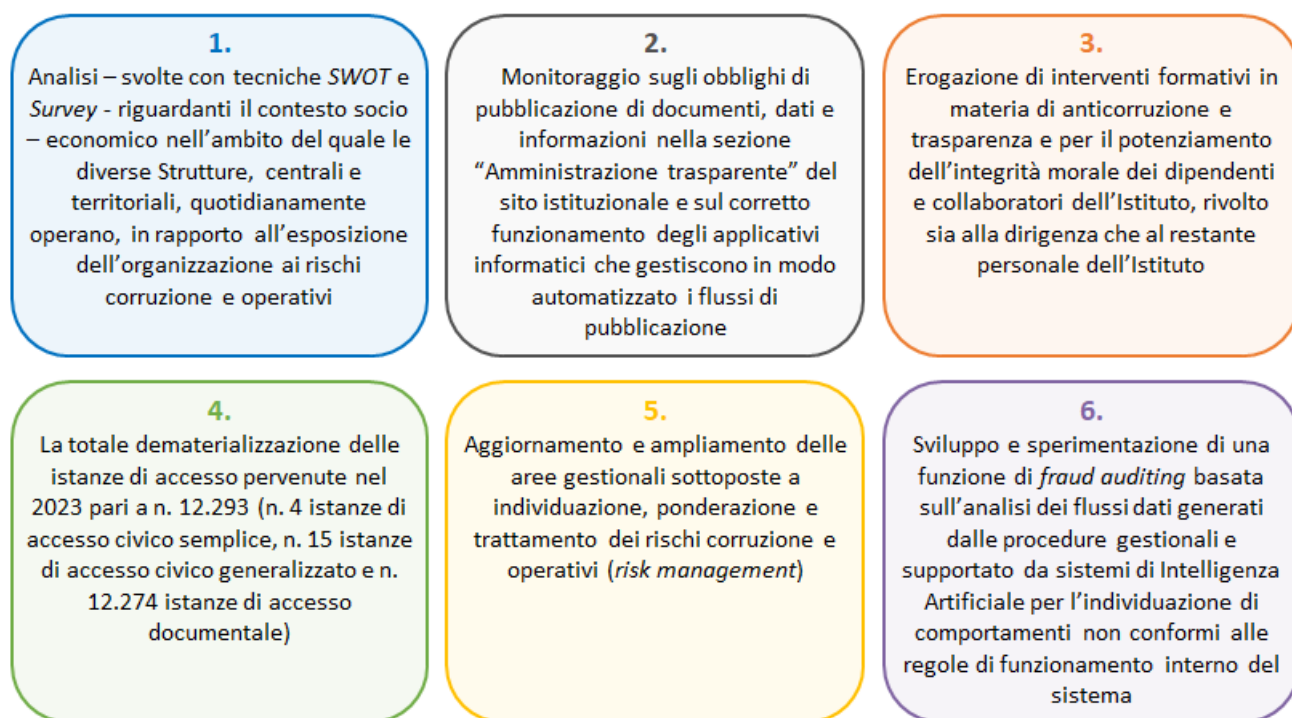 1.
Analisi – svolte con tecniche SWOT e
Survey - riguardanti il contesto socio
– economico nell’ambito del quale le
diverse Strutture, centrali e
territoriali, quotidianamente
operano, in rapporto all’esposizione
dell’organizzazione ai rischi
corruzione e operativi
2.
Monitoraggio sugli obblighi di
pubblicazione di documenti, dati e
informazioni nella sezione
“Amministrazione trasparente” del
sito istituzionale e sul corretto
funzionamento degli applicativi
informatici che gestiscono in modo
automatizzato i flussi di
pubblicazione
3.
Erogazione di interventi formativi in
materia di anticorruzione e
trasparenza e per il potenziamento
dell’integrità morale dei dipendenti
e collaboratori dell’Istituto, rivolto
sia alla dirigenza che al restante
personale dell’Istituto
4.
La totale dematerializzazione delle
istanze di accesso pervenute nel
2023 pari a n. 12.293 (n. 4 istanze di
accesso civico semplice, n. 15 istanze
di accesso civico generalizzato e n.
12.274 istanze di accesso
documentale)
5.
Aggiornamento e ampliamento delle
aree gestionali sottoposte a
individuazione, ponderazione e
trattamento dei rischi corruzione e
operativi (risk management)
6.
Sviluppo e sperimentazione di una
funzione di fraud auditing basata
sull’analisi dei flussi dati generati
dalle procedure gestionali e
supportato da sistemi di Intelligenza
Artificiale per l’individuazione di
comportamenti non conformi alle
regole di funzionamento interno del
sistema